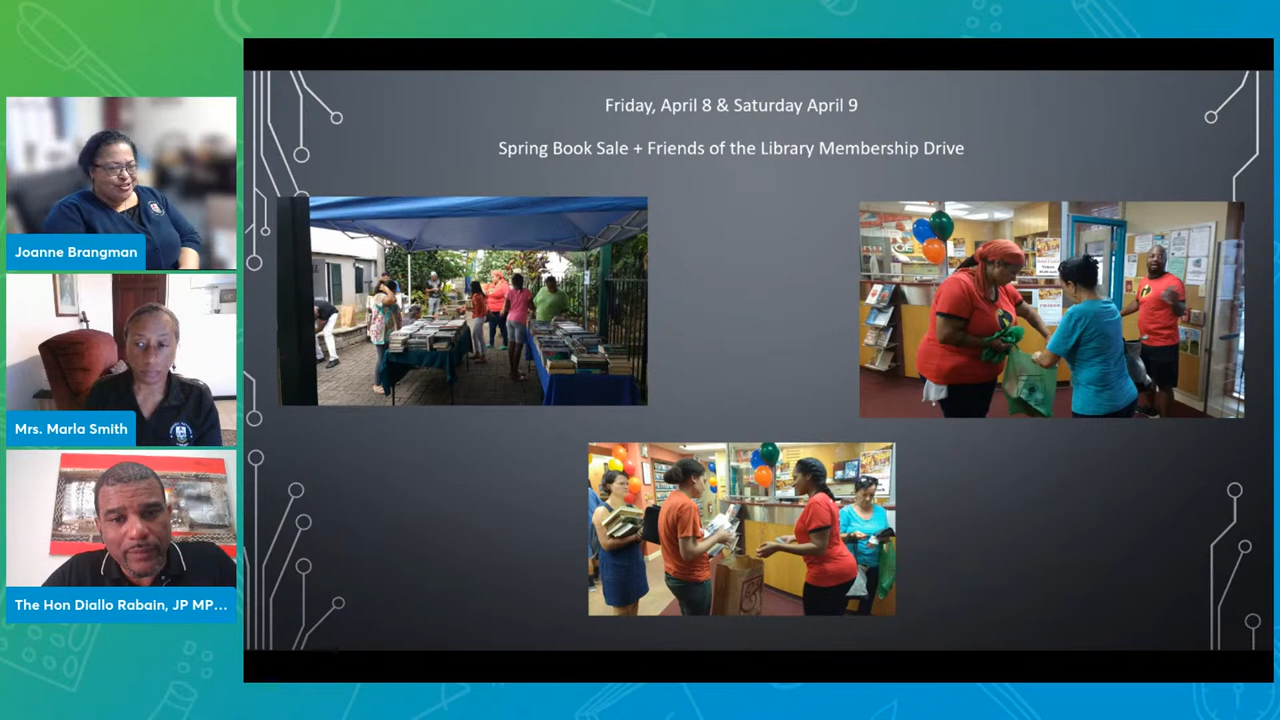 Friday, April 8 & Saturday April 9
Spring Book Sale + Friends of the Library Membership Drive
Joanne Brangman
Mrs. Marla Smith
The Hon Diallo Rabain, JP MP...